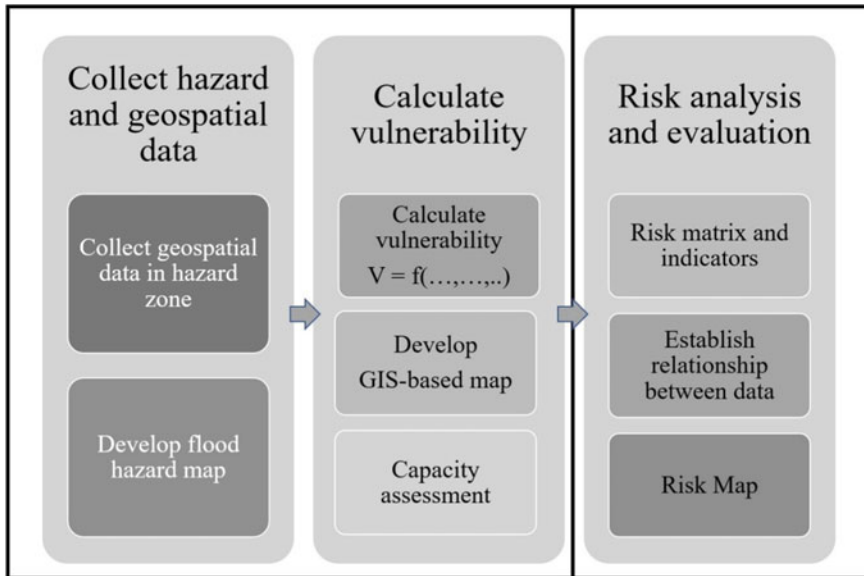 Collect hazard
and geospatial
data
Collect geospatial
data in hazard
zone
Develop flood
hazard map
Calculate
vulnerability
Calculate
vulnerability
V = f(…,…,..)
Develop
GIS-based map
Capacity
assessment
Risk analysis
and evaluation
Risk matrix and
indicators
Establish
relationship
between data
Risk Map